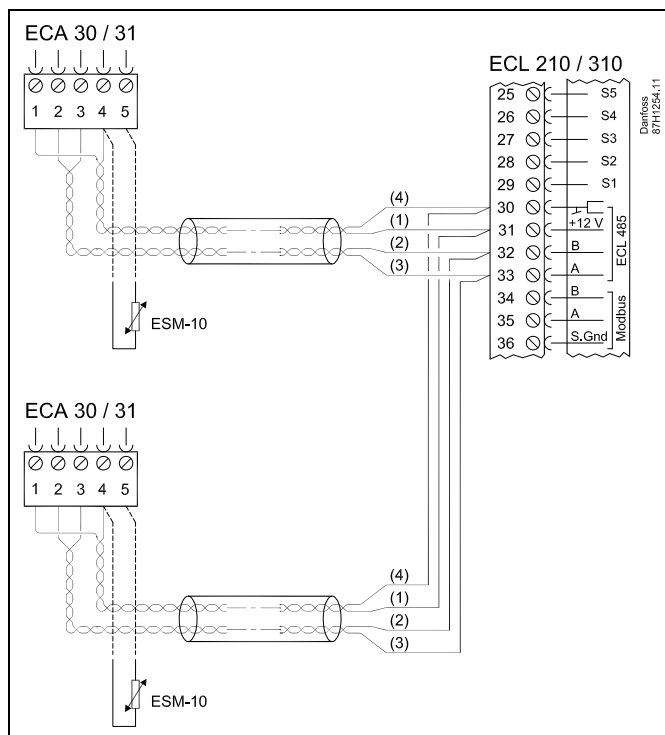 ECA 30 / 31
1 2 3 4 5
ESM-10
(4)
(1)
(2)
(3)
ECL 210 / 310
25 S5
26 S4
27 S3
28 S2
29 S1
30
31 +12 V
32 B
33 A
34 B
35 A
36 S.Gnd
ECL 485
Modbus
Danfoss
87H1254.11
ECA 30 / 31
1 2 3 4 5
ESM-10
(4)
(1)
(2)
(3)